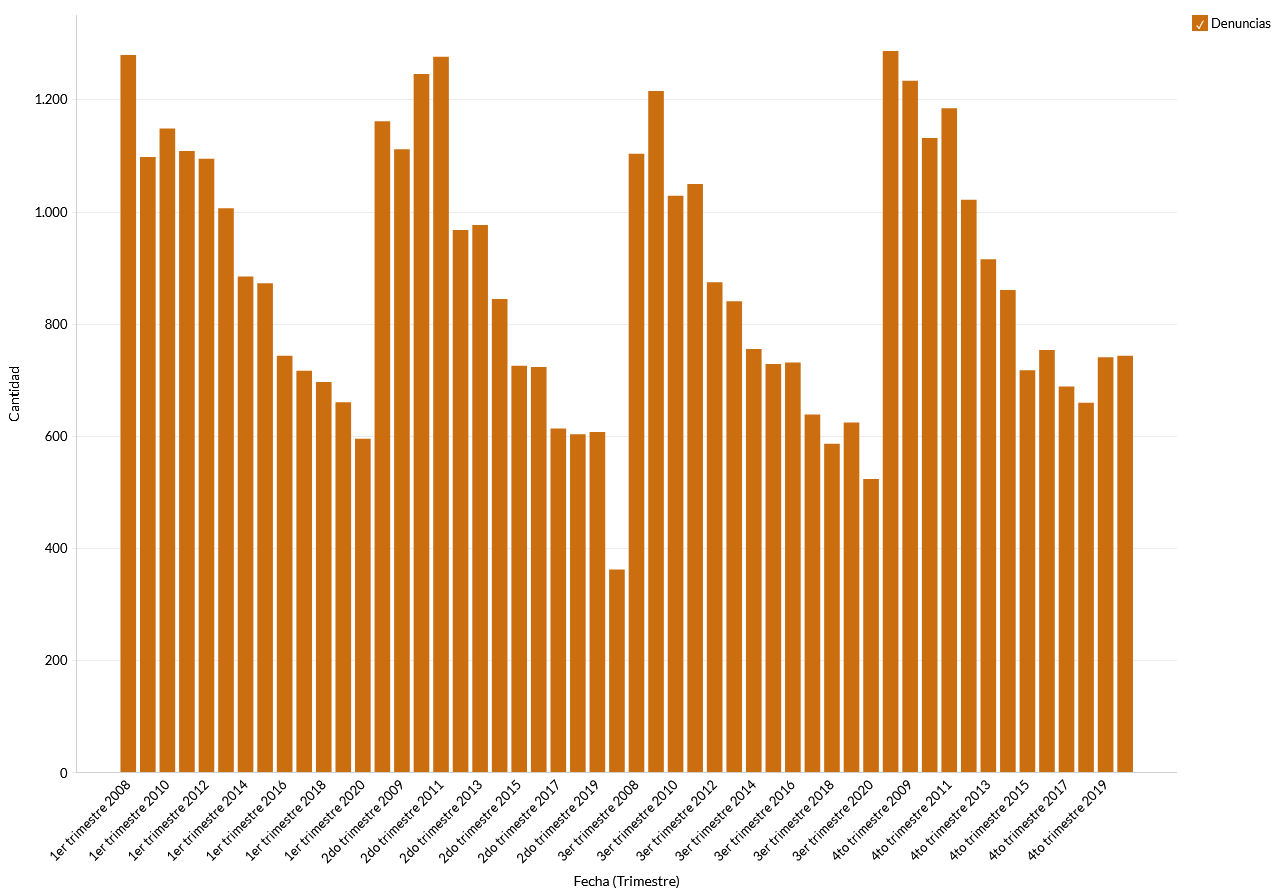 Denuncias
1.200
1.000
800
600
400
200
0
Cantidad
1er trimestre 2008
1er trimestre 2010
1er trimestre 2012
1er trimestre 2014
1er trimestre 2016
1er trimestre 2018
1er trimestre 2020
2do trimestre 2009
2do trimestre 2011
2do trimestre 2013
2do trimestre 2015
2do trimestre 2017
2do trimestre 2019
3er trimestre 2008
3er trimestre 2010
3er trimestre 2012
3er trimestre 2014
3er trimestre 2016
3er trimestre 2018
3er trimestre 2020
4to trimestre 2009
4to trimestre 2011
4to trimestre 2013
4to trimestre 2015
4to trimestre 2017
4to trimestre 2019
Fecha (Trimestre)